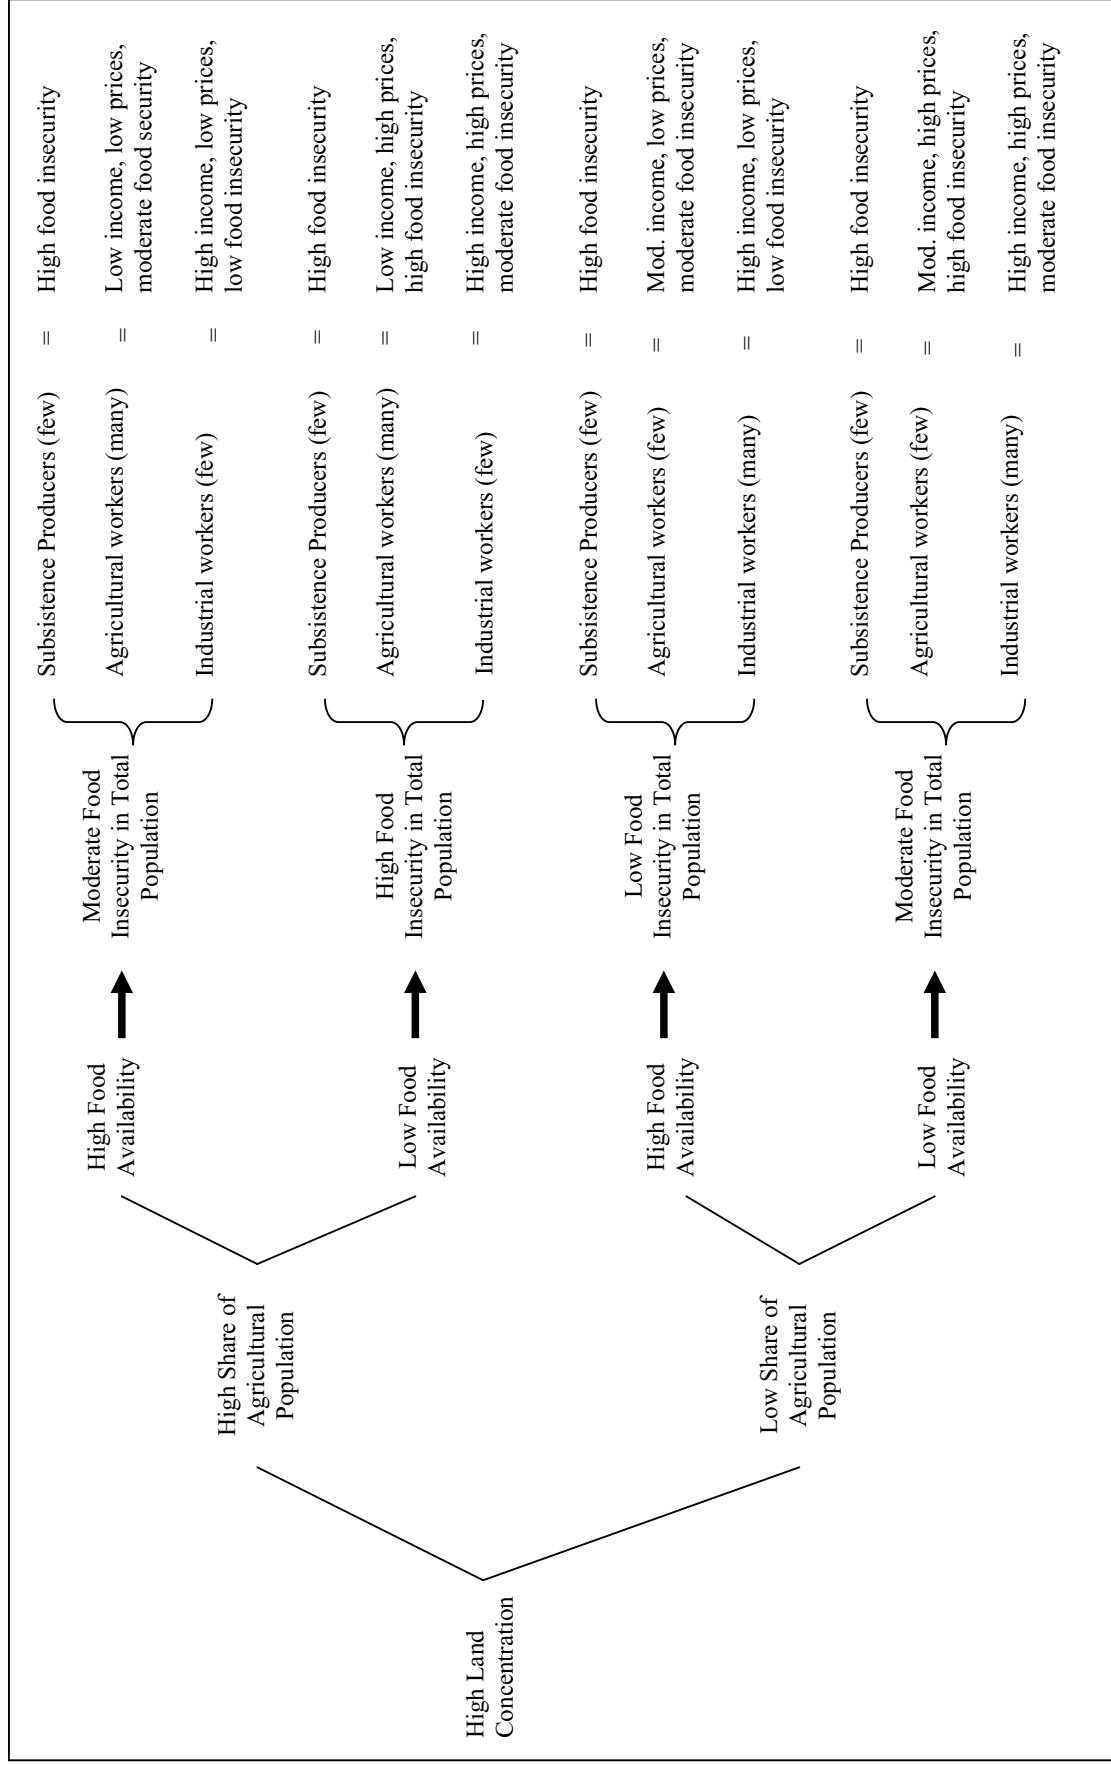 High Land
Concentration
High Share of
Agricultural
Population
High Food
Availability
Moderate Food
Insecurity in Total
Population
Subsistence Producers (few)
=
High food insecurity
Agricultural workers (many)
=
Low income, low prices,
moderate food security
Industrial workers (few)
=
High income, low prices,
low food insecurity
Low Food
Availability
High Food
Insecurity in Total
Population
Subsistence Producers (few)
=
High food insecurity
Agricultural workers (many)
=
Low income, high prices,
high food insecurity
Industrial workers (few)
=
High income, high prices,
moderate food insecurity
Low Share of
Agricultural
Population
High Food
Availability
Low Food
Insecurity in Total
Population
Subsistence Producers (few)
=
High food insecurity
Agricultural workers (few)
=
Mod. income, low prices,
moderate food insecurity
Industrial workers (many)
=
High income, low prices,
low food insecurity
Low Food
Availability
Moderate Food
Insecurity in Total
Population
Subsistence Producers (few)
=
High food insecurity
Agricultural workers (few)
=
Mod. income, high prices,
high food insecurity
Industrial workers (many)
=
High income, high prices,
moderate food insecurity